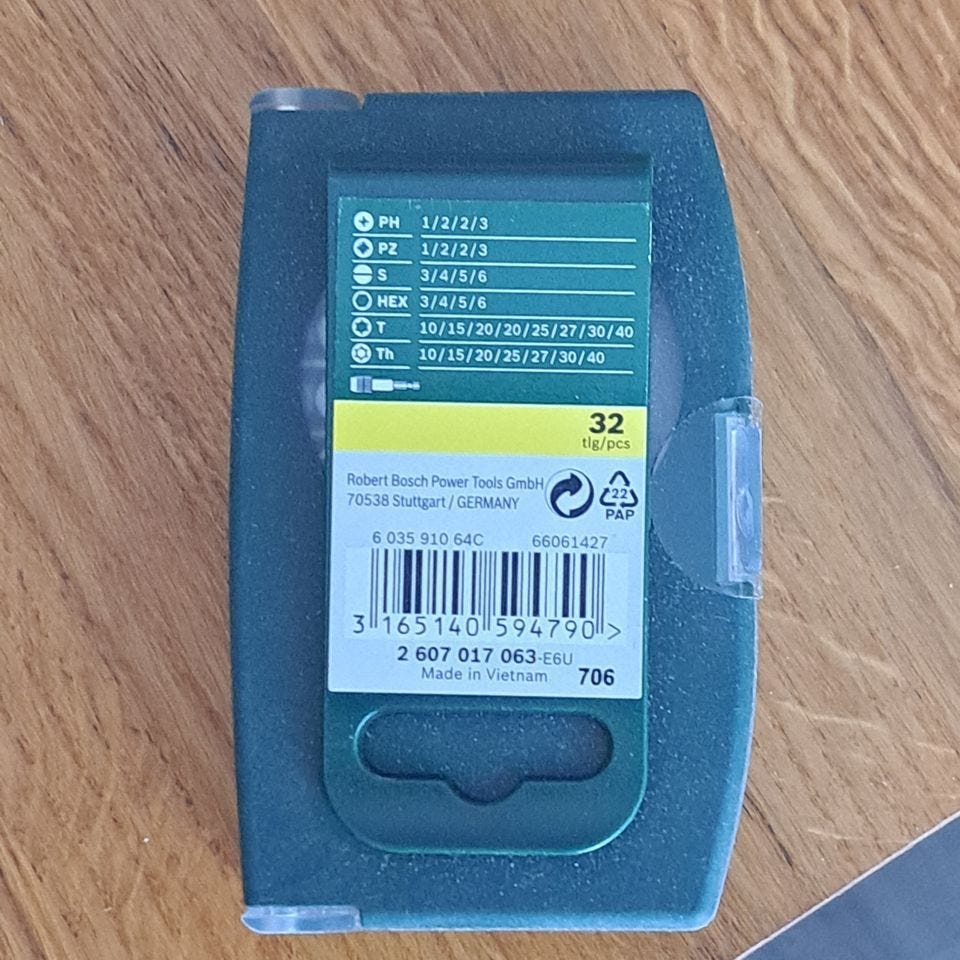 PH 1/2/2/3
PZ 1/2/2/3
S 3/4/5/6
HEX 3/4/5/6
T 10/15/20/20/25/27/30/40
Th 10/15/20/25/27/30/40
32
tlg/pcs
Robert Bosch Power Tools GmbH
70538 Stuttgart / GERMANY
22
PAP
6 035 910 64C 66061427
3 165140 594790 >
2 607 017 063-E6U
Made in Vietnam 706